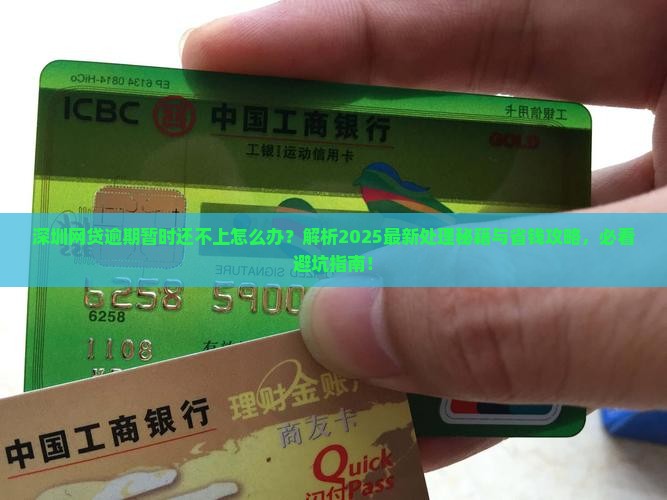 EP 6134 0814-HiCo
工银信用卡
ICBC 中国工商银行
GOLD
工银I运动信用卡
深圳网贷逾期暂时还不上怎么办？解析2025最新处理秘籍与省钱攻略，必看
避坑指南！
6258 5900
6258
1108
中国工商银行
理财金账户
商友卡
Quick
闪付Pass